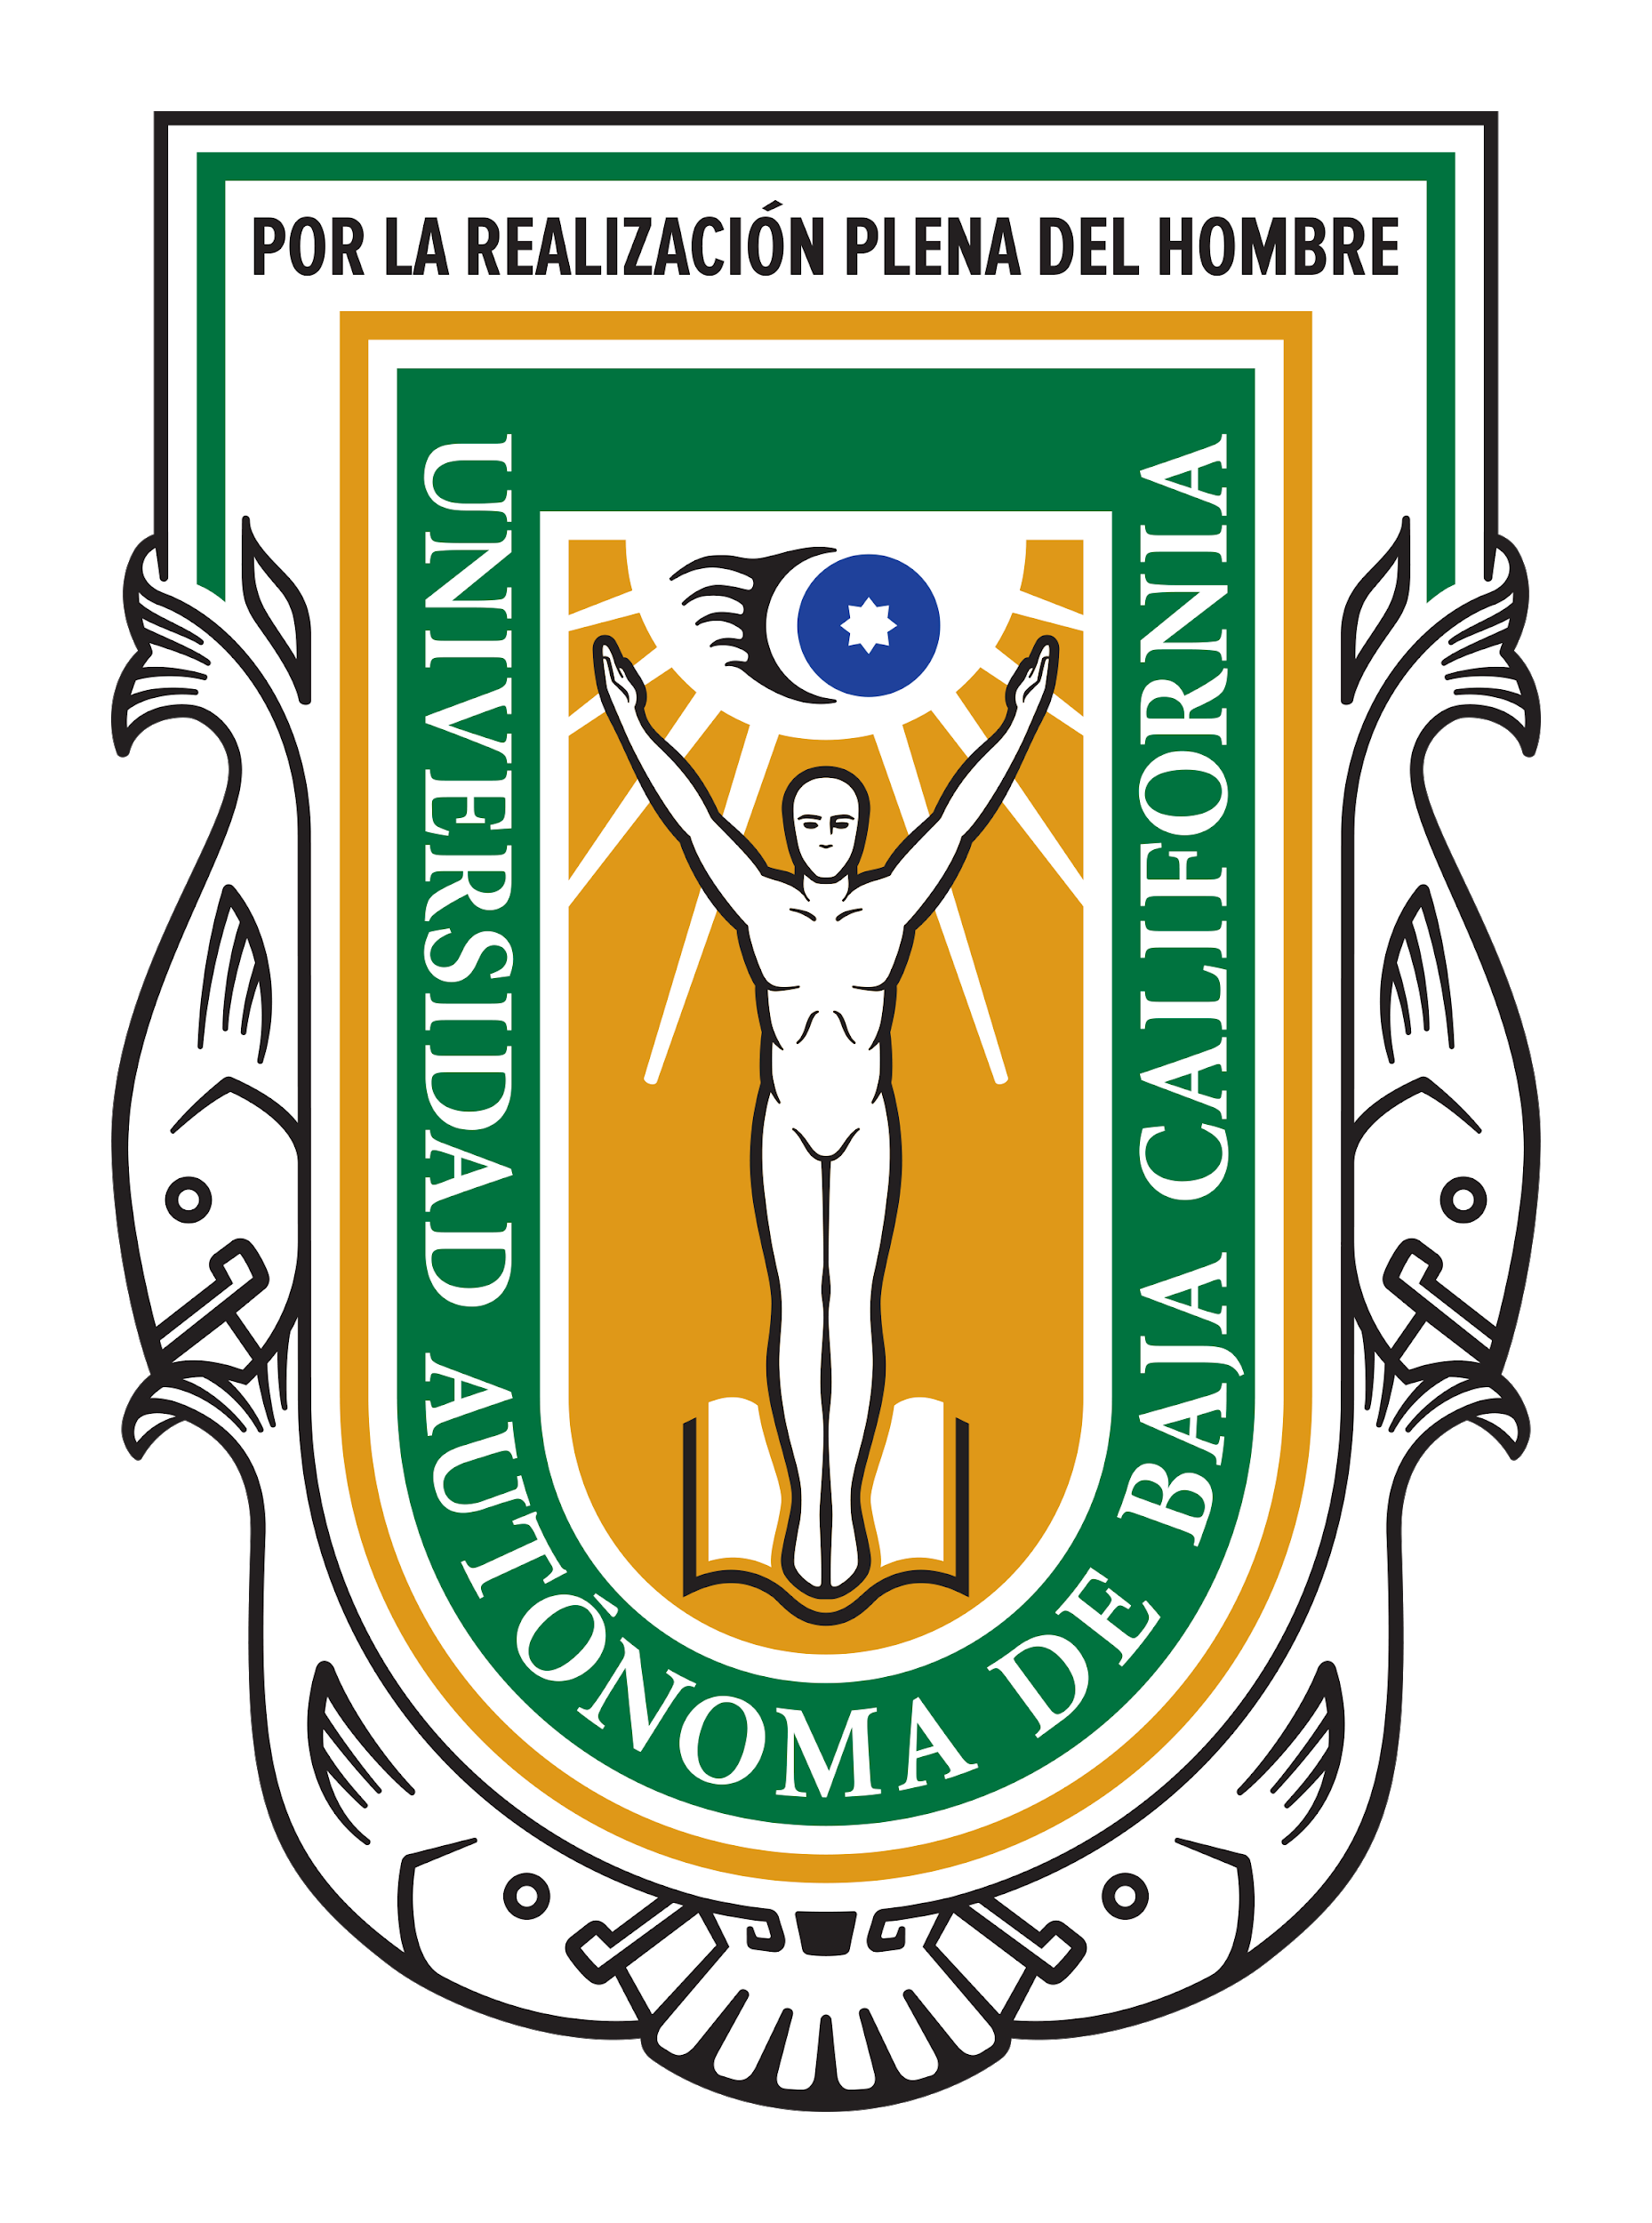 POR LA REALIZACIÓN PLENA DEL HOMBRE
UNIVERSIDAD AUTÓNOMA DE BAJA CALIFORNIA